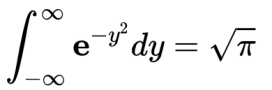 ∫_{-∞}^{∞} e^{-y²} dy = √π